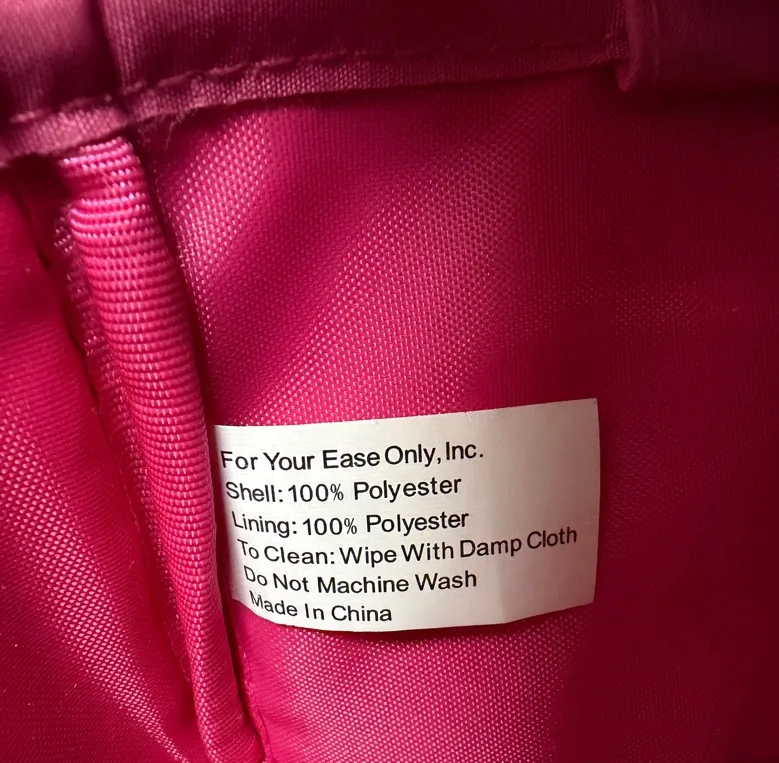 For Your Ease Only, Inc.
Shell: 100% Polyester
Lining: 100% Polyester
To Clean: Wipe With Damp Cloth
Do Not Machine Wash
Made In China